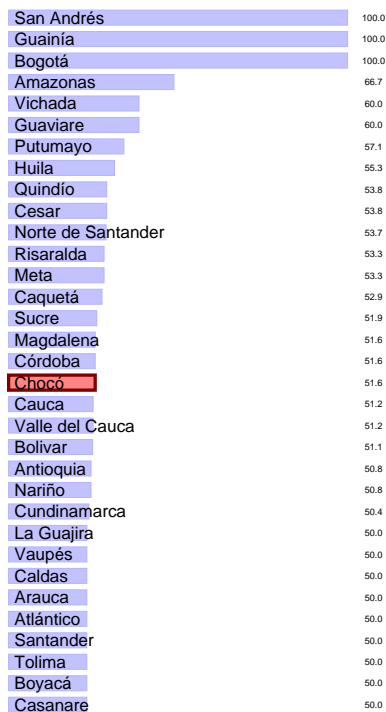 San Andrés 100.0
Guainía 100.0
Bogotá 100.0
Amazonas 66.7
Vichada 60.0
Guaviare 60.0
Putumayo 57.1
Huila 55.3
Quindío 53.8
Cesar 53.8
Norte de Santander 53.7
Risaralda 53.3
Meta 53.3
Caquetá 52.9
Sucre 51.9
Magdalena 51.6
Córdoba 51.6
Chocó 51.6
Cauca 51.2
Valle del Cauca 51.2
Bolivar 51.1
Antioquia 50.8
Nariño 50.8
Cundinamarca 50.4
La Guajira 50.0
Vaupés 50.0
Caldas 50.0
Arauca 50.0
Atlántico 50.0
Santander 50.0
Tolima 50.0
Boyacá 50.0
Casanare 50.0